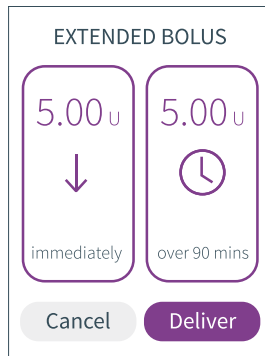 EXTENDED BOLUS
5.00 U
5.00 U
immediately
over 90 mins
Cancel
Deliver